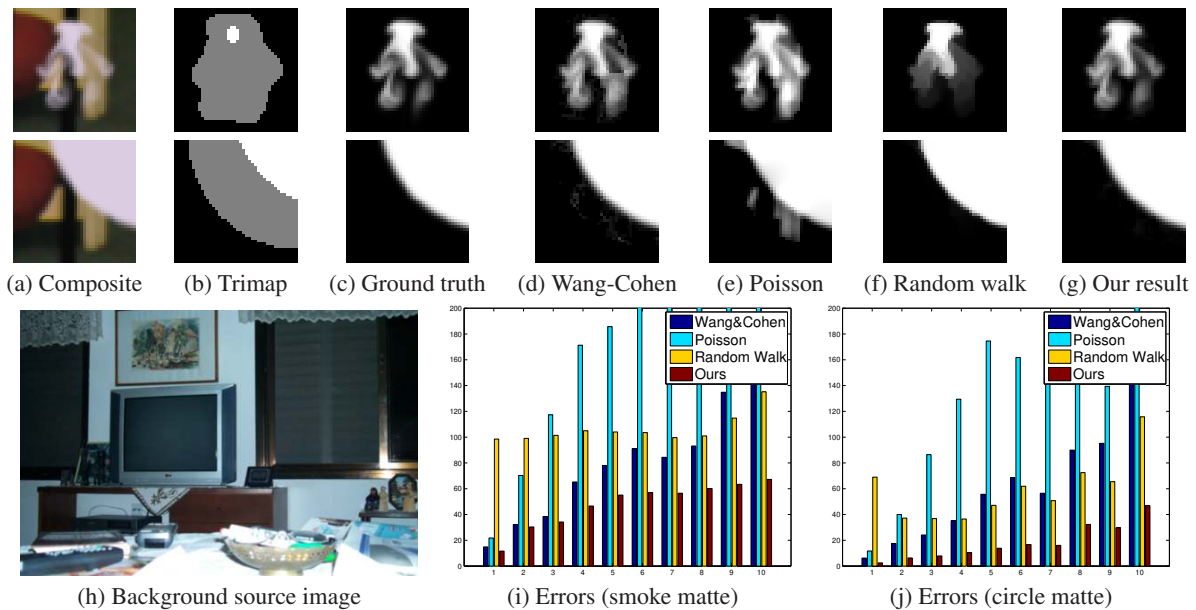 (a) Composite
(b) Trimap
(c) Ground truth
(d) Wang-Cohen
(e) Poisson
(f) Random walk
(g) Our result
200
180
160
140
120
100
80
60
40
20
0
1 2 3 4 5 6 7 8 9 10
Wang&Cohen
Poisson
Random Walk
Ours
200
180
160
140
120
100
80
60
40
20
0
1 2 3 4 5 6 7 8 9 10
Wang&Cohen
Poisson
Random Walk
Ours
(h) Background source image
(i) Errors (smoke matte)
(j) Errors (circle matte)